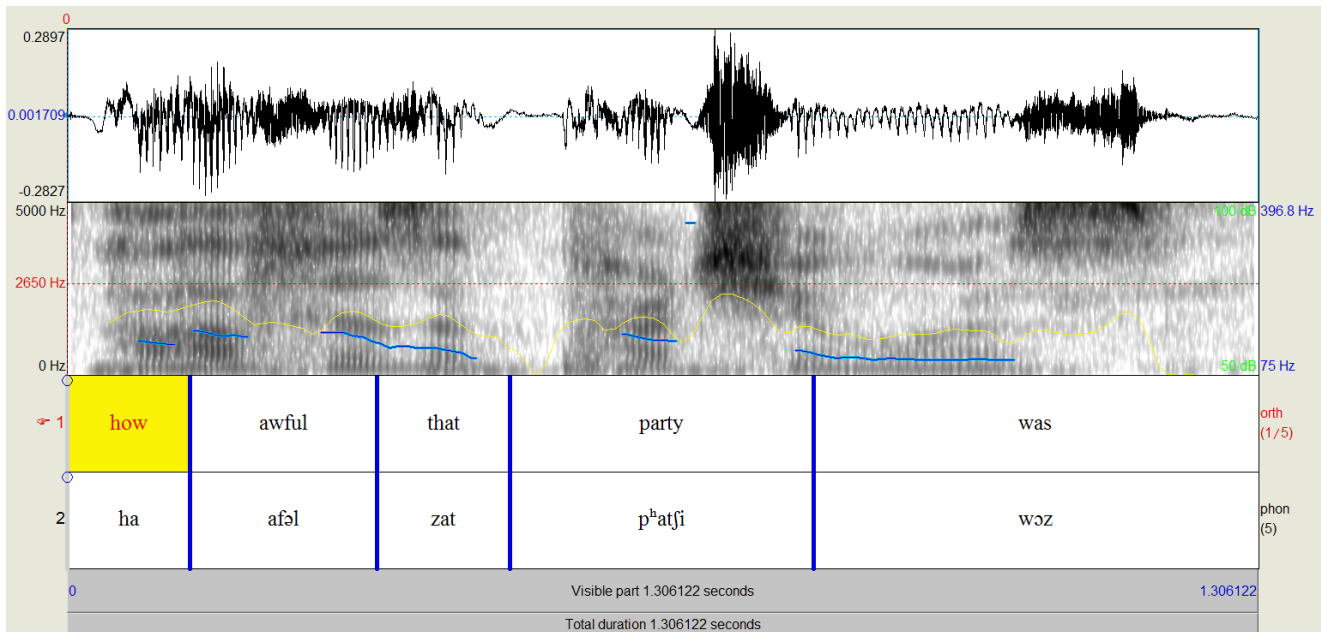 0
0.2897
0.001709
-0.2827
5000 Hz 100 dB 396.8 Hz
2650 Hz
0 Hz 50 dB 75 Hz
☞ 1 how awful that party was orth (1/5)
2 ha afəl zat pʰatʃi wɔz phon (5)
0 Visible part 1.306122 seconds 1.306122
Total duration 1.306122 seconds